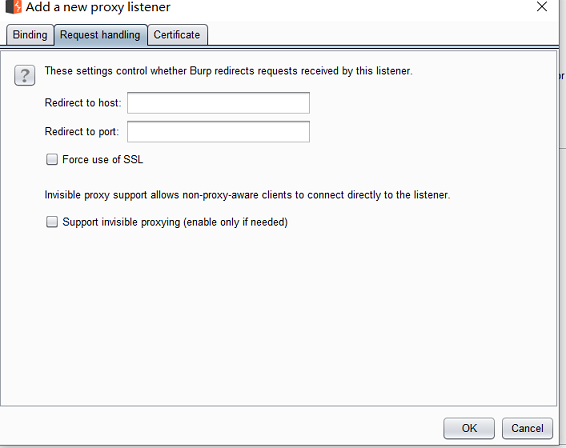 Add a new proxy listener
Binding Request handling Certificate
? These settings control whether Burp redirects requests received by this listener.
Redirect to host:
Redirect to port:
Force use of SSL
Invisible proxy support allows non-proxy-aware clients to connect directly to the listener.
Support invisible proxying (enable only if needed)
OK Cancel